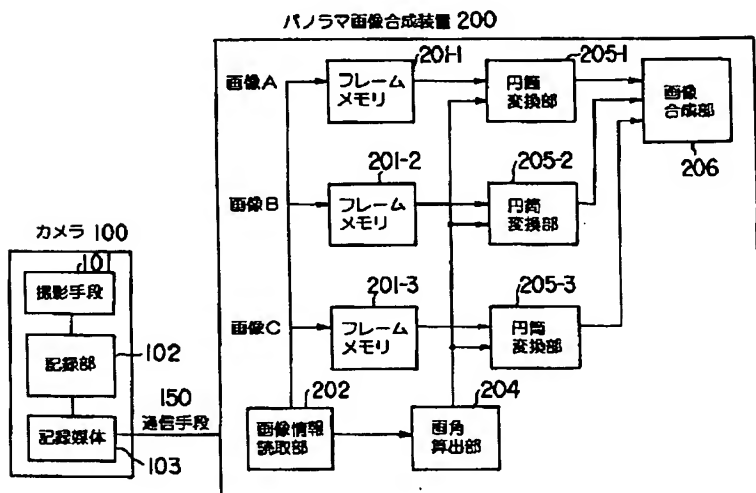 パノラマ画像合成装置 200
201-1
205-1
画像A
フレーム
メモリ
円筒
変換部
画像
合成部
206
201-2
205-2
画像B
フレーム
メモリ
円筒
変換部
カメラ 100
101
撮影手段
201-3
205-3
画像C
フレーム
メモリ
円筒
変換部
102
記録部
150
通信手段
202
204
画像情報
読取部
画角
算出部
記録媒体
103